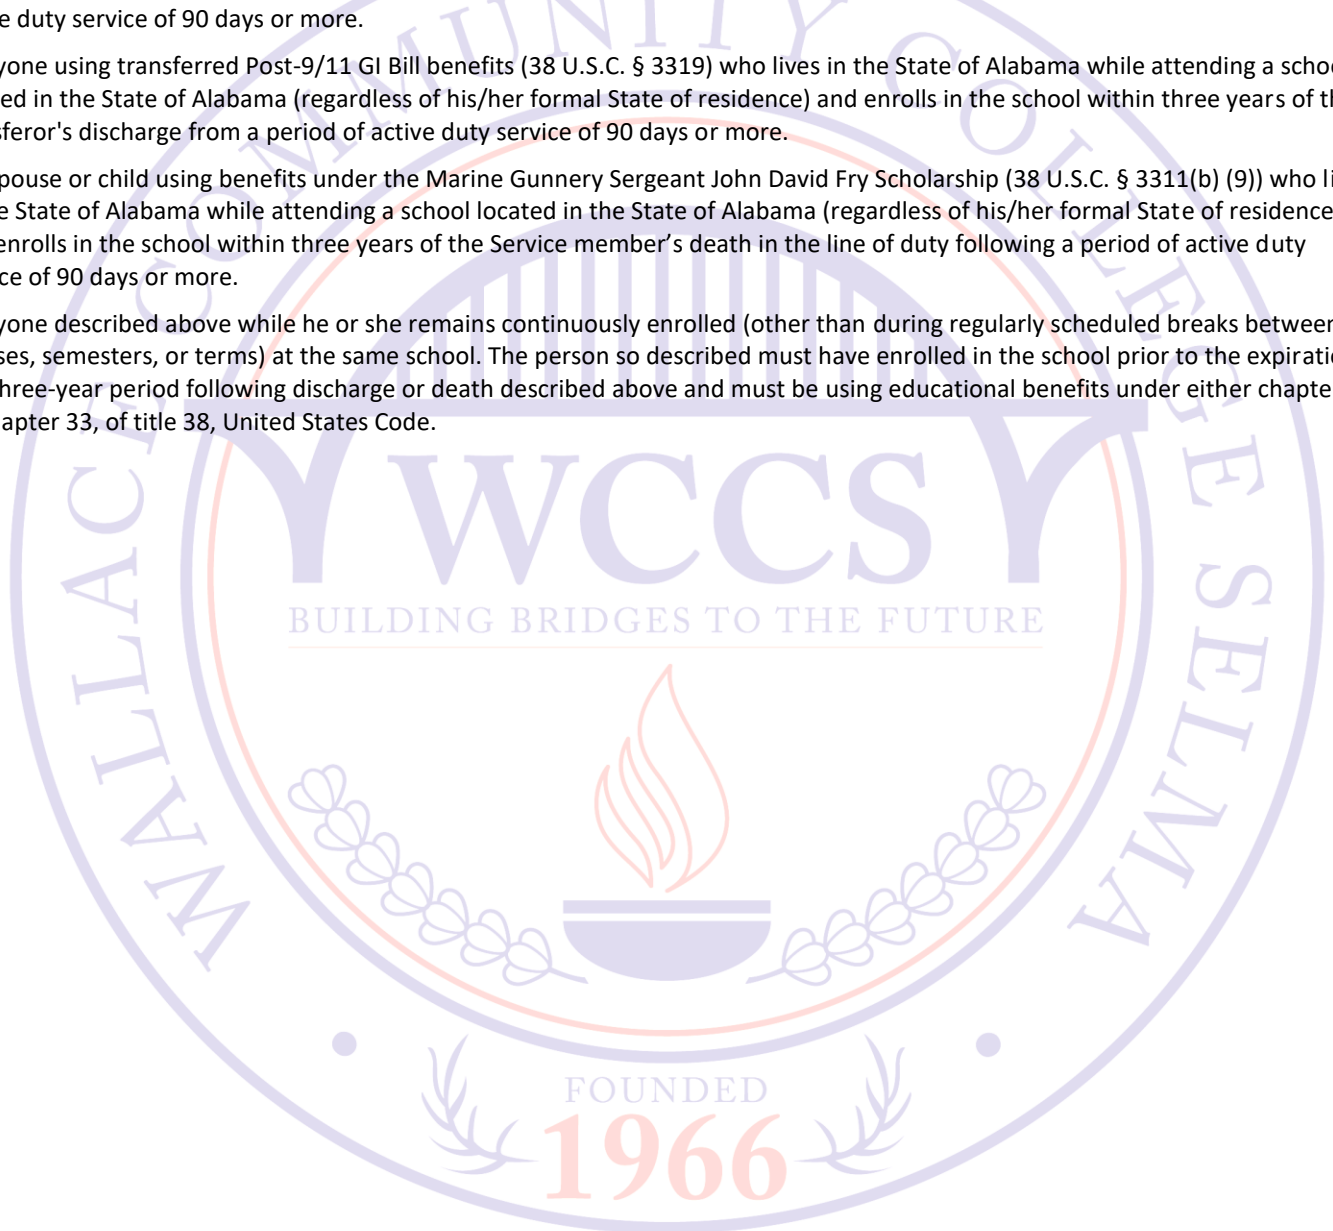 e duty service of 90 days or more.
yone using transferred Post-9/11 GI Bill benefits (38 U.S.C. § 3319) who lives in the State of Alabama while attending a schoo
ed in the State of Alabama (regardless of his/her formal State of residence) and enrolls in the school within three years of th
sferor's discharge from a period of active duty service of 90 days or more.
pouse or child using benefits under the Marine Gunnery Sergeant John David Fry Scholarship (38 U.S.C. § 3311(b) (9)) who li
e State of Alabama while attending a school located in the State of Alabama (regardless of his/her formal State of residence
enrolls in the school within three years of the Service member’s death in the line of duty following a period of active duty
ce of 90 days or more.
yone described above while he or she remains continuously enrolled (other than during regularly scheduled breaks between
ses, semesters, or terms) at the same school. The person so described must have enrolled in the school prior to the expiratio
three-year period following discharge or death described above and must be using educational benefits under either chapte
apter 33, of title 38, United States Code.
WALLACE COMMUNITY COLLEGE SELMA
WCCS
BUILDING BRIDGES TO THE FUTURE
FOUNDED
1966